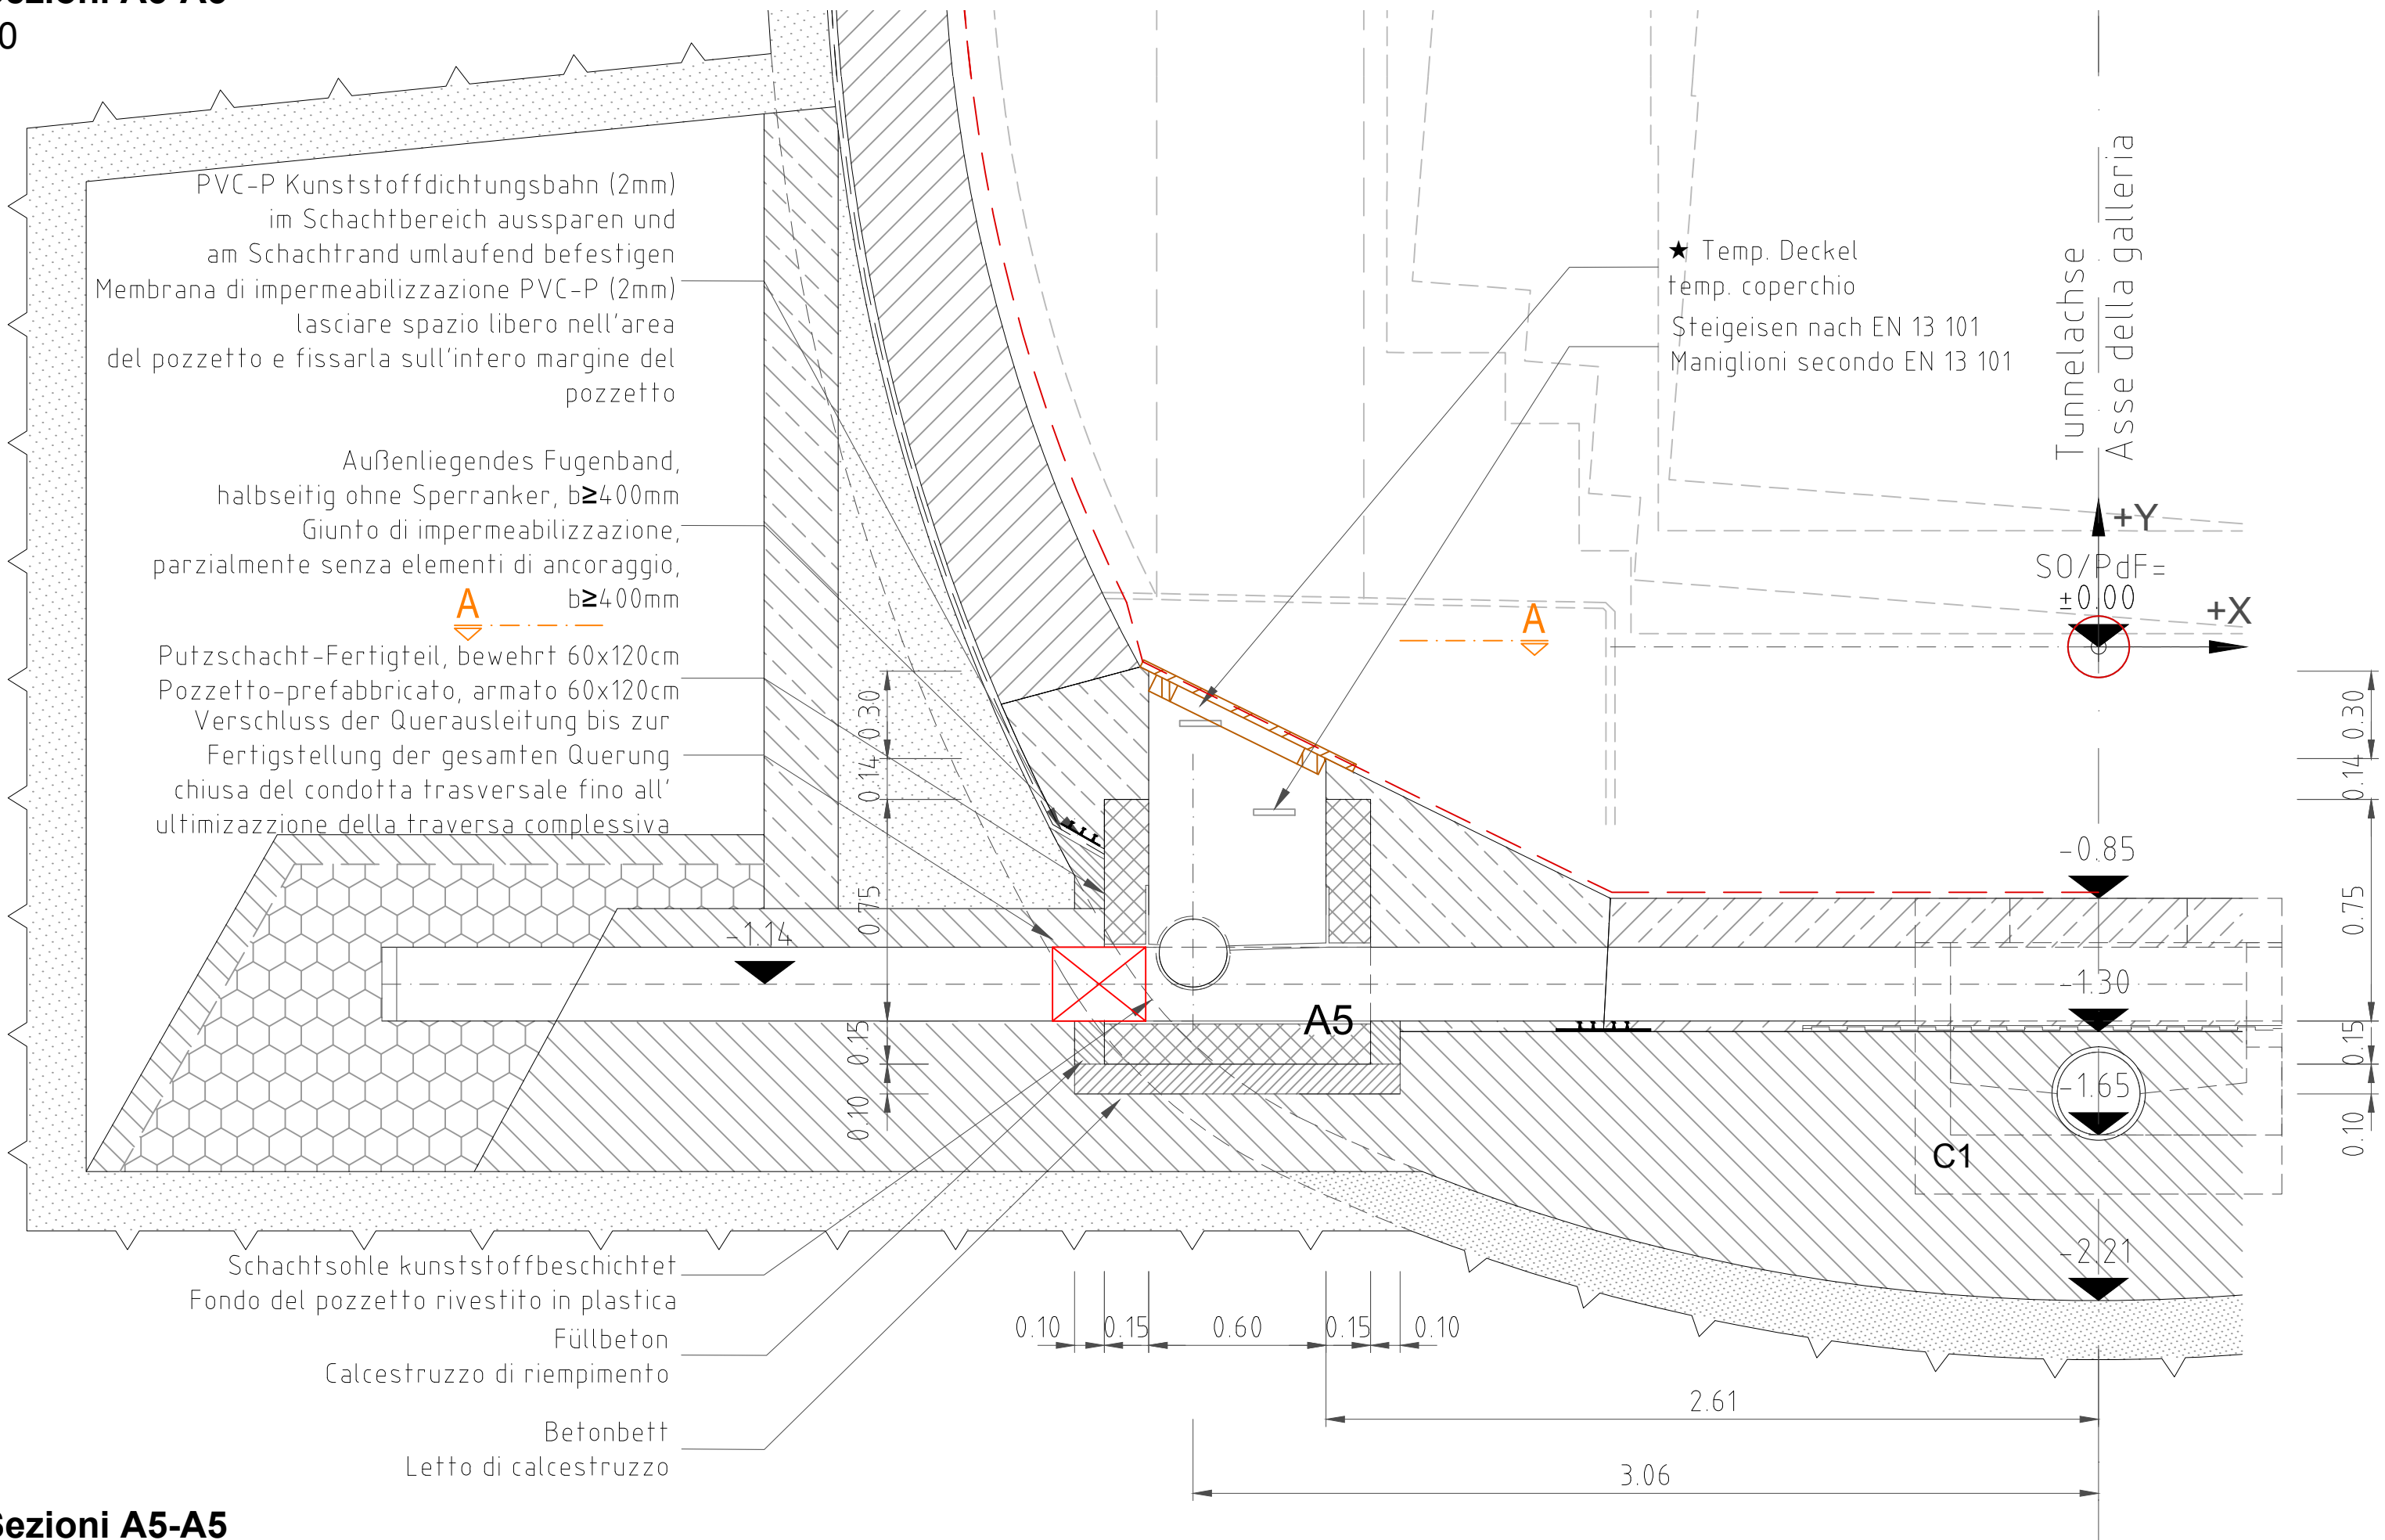 A5-A5
0
PVC-P Kunststoffdichtungsbahn (2mm)
im Schachtbereich aussparen und
am Schachtrand umlaufend befestigen
Membrana di impermeabilizzazione PVC-P (2mm)
lasciare spazio libero nell'area
del pozzetto e fissarla sull'intero margine del
pozzetto
Außenliegendes Fugenband,
halbseitig ohne Sperranker, b≥400mm
Giunto di impermeabilizzazione,
parzialmente senza elementi di ancoraggio,
b≥400mm
A
Putzschacht-Fertigteil, bewehrt 60x120cm
Pozzetto-prefabbricato, armato 60x120cm
Verschluss der Querausleitung bis zur
Fertigstellung der gesamten Querung
chiusa del condotta trasversale fino all'
ultimizazzione della traversa complessiva
★ Temp. Deckel
temp. coperchio
Steigeisen nach EN 13 101
Maniglioni secondo EN 13 101
Tunnelachse
Asse della galleria
+Y
SO/PdF=
±0.00
+X
A
0.30
0.14
0.75
0.15
0.10
0.30
0.14
0.75
0.15
0.10
-0.85
-1.14
-1.30
A5
-1.65
C1
-2.21
Schachtsohle kunststoffbeschichtet
Fondo del pozzetto rivestito in plastica
Füllbeton
Calcestruzzo di riempimento
Betonbett
Letto di calcestruzzo
0.10 0.15 0.60 0.15 0.10
2.61
3.06
Sezioni A5-A5